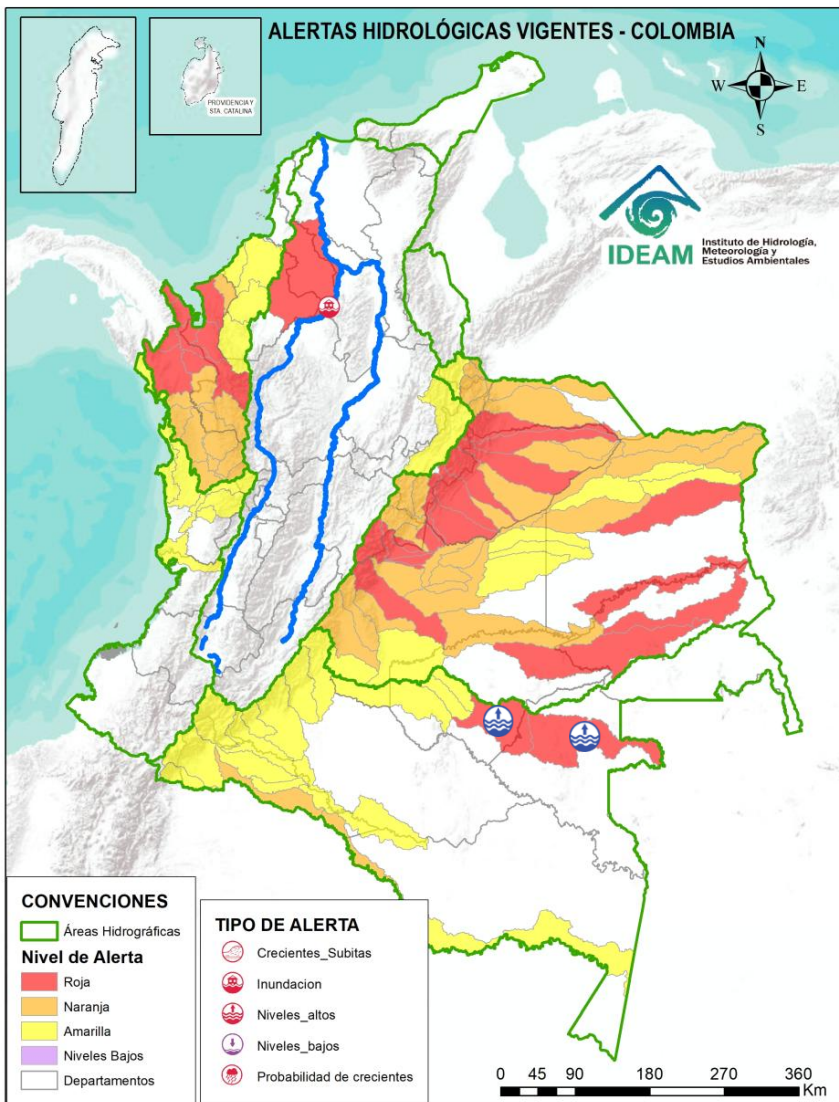 ALERTAS HIDROLÓGICAS VIGENTES - COLOMBIA
PROVIDENCIA Y
STA. CATALINA
N
W E
S
IDEAM
Instituto de Hidrología,
Meteorología y
Estudios Ambientales
CONVENCIONES
Áreas Hidrográficas
Nivel de Alerta
Roja
Naranja
Amarilla
Niveles Bajos
Departamentos
TIPO DE ALERTA
Crecientes_Subitas
Inundacion
Niveles_altos
Niveles_bajos
Probabilidad de crecientes
0 45 90 180 270 360
Km